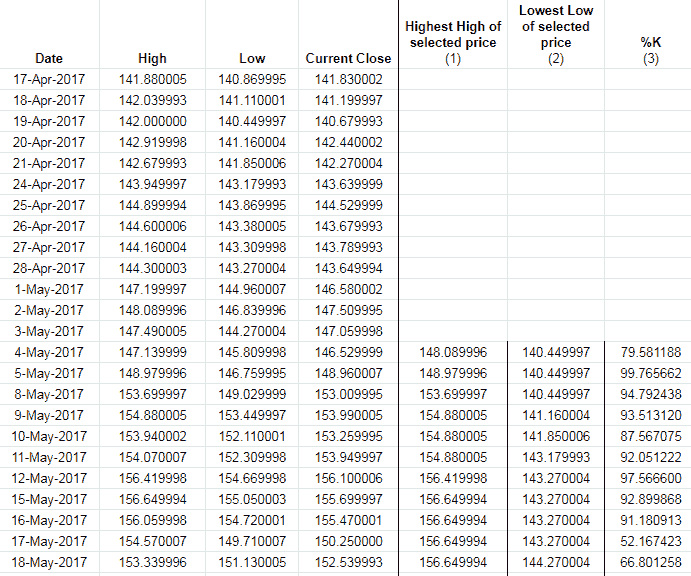 Date High Low Current Close Highest High of selected price (1) Lowest Low of selected price (2) %K (3)
17-Apr-2017 141.880005 140.869995 141.830002
18-Apr-2017 142.039993 141.110001 141.199997
19-Apr-2017 142.000000 140.449997 140.679993
20-Apr-2017 142.919998 141.160004 142.440002
21-Apr-2017 142.679993 141.850006 142.270004
24-Apr-2017 143.949997 143.179993 143.639999
25-Apr-2017 144.899994 143.869995 144.529999
26-Apr-2017 144.600006 143.380005 143.679993
27-Apr-2017 144.160004 143.309998 143.789993
28-Apr-2017 144.300003 143.270004 143.649994
1-May-2017 147.199997 144.960007 146.580002
2-May-2017 148.089996 146.839996 147.509995
3-May-2017 147.490005 144.270004 147.059998
4-May-2017 147.139999 145.809998 146.529999 148.089996 140.449997 79.581188
5-May-2017 148.979996 146.759995 148.960007 148.979996 140.449997 99.765662
8-May-2017 153.699997 149.029999 153.009995 153.699997 140.449997 94.792438
9-May-2017 154.880005 153.449997 153.990005 154.880005 141.160004 93.513120
10-May-2017 153.940002 152.110001 153.259995 154.880005 141.850006 87.567075
11-May-2017 154.070007 152.309998 153.949997 154.880005 143.179993 92.051222
12-May-2017 156.419998 154.669998 156.100006 156.419998 143.270004 97.566600
15-May-2017 156.649994 155.050003 155.699997 156.649994 143.270004 92.899868
16-May-2017 156.059998 154.720001 155.470001 156.649994 143.270004 91.180913
17-May-2017 154.570007 149.710007 150.250000 156.649994 143.270004 52.167423
18-May-2017 153.339996 151.130005 152.539993 156.649994 144.270004 66.801258